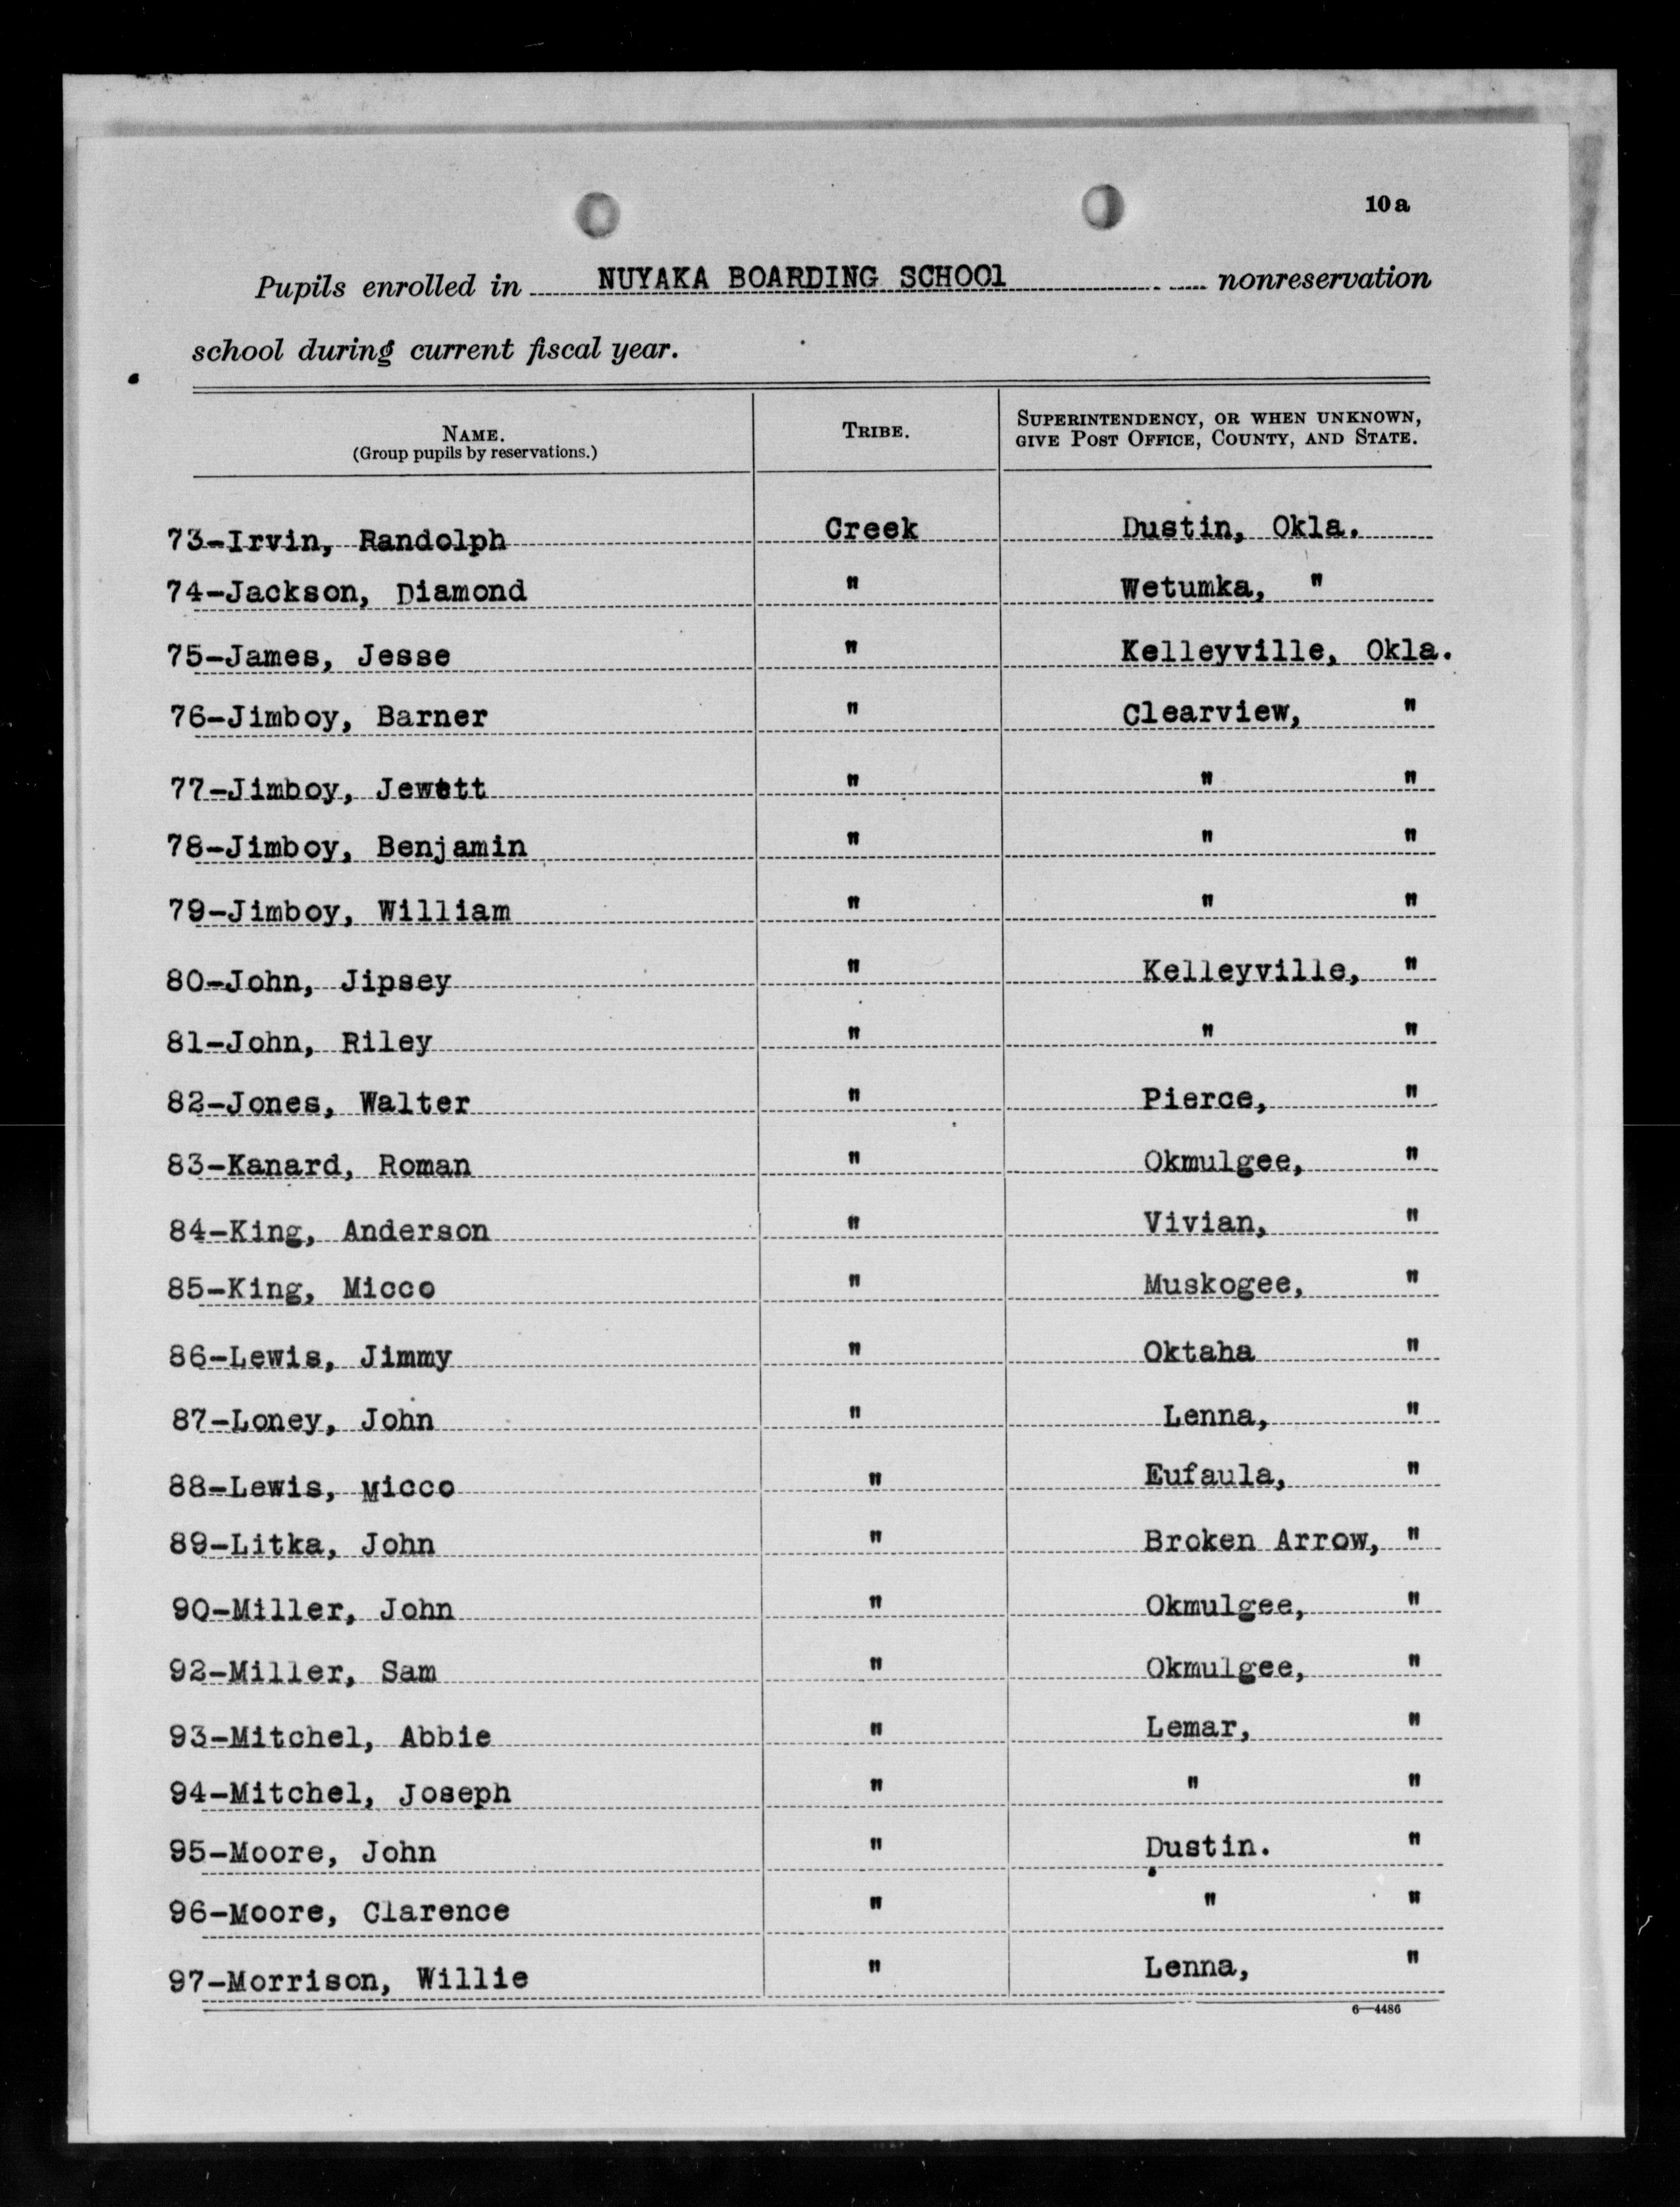 10a
Pupils enrolled in NUYAKA BOARDING SCHOOl nonreservation
school during current fiscal year.
NAME. (Group pupils by reservations.) TRIBE. SUPERINTENDENCY, OR WHEN UNKNOWN, GIVE POST OFFICE, COUNTY, AND STATE.
73-Irvin, Randolph Creek Dustin, Okla.
74-Jackson, Diamond " Wetumka, "
75-James, Jesse " Kelleyville, Okla.
76-Jimboy, Barner " Clearview, "
77-Jimboy, Jewett " " "
78-Jimboy, Benjamin " " "
79-Jimboy, William " " "
80-John, Jipsey " Kelleyville, "
81-John, Riley " " "
82-Jones, Walter " Pierce, "
83-Kanard, Roman " Okmulgee, "
84-King, Anderson " Vivian, "
85-King, Micco " Muskogee, "
86-Lewis, Jimmy " Oktaha "
87-Loney, John " Lenna, "
88-Lewis, Micco " Eufaula, "
89-Litka, John " Broken Arrow, "
90-Miller, John " Okmulgee, "
92-Miller, Sam " Okmulgee, "
93-Mitchel, Abbie " Lemar, "
94-Mitchel, Joseph " " "
95-Moore, John " Dustin. "
96-Moore, Clarence " " "
97-Morrison, Willie " Lenna, "
6-4486